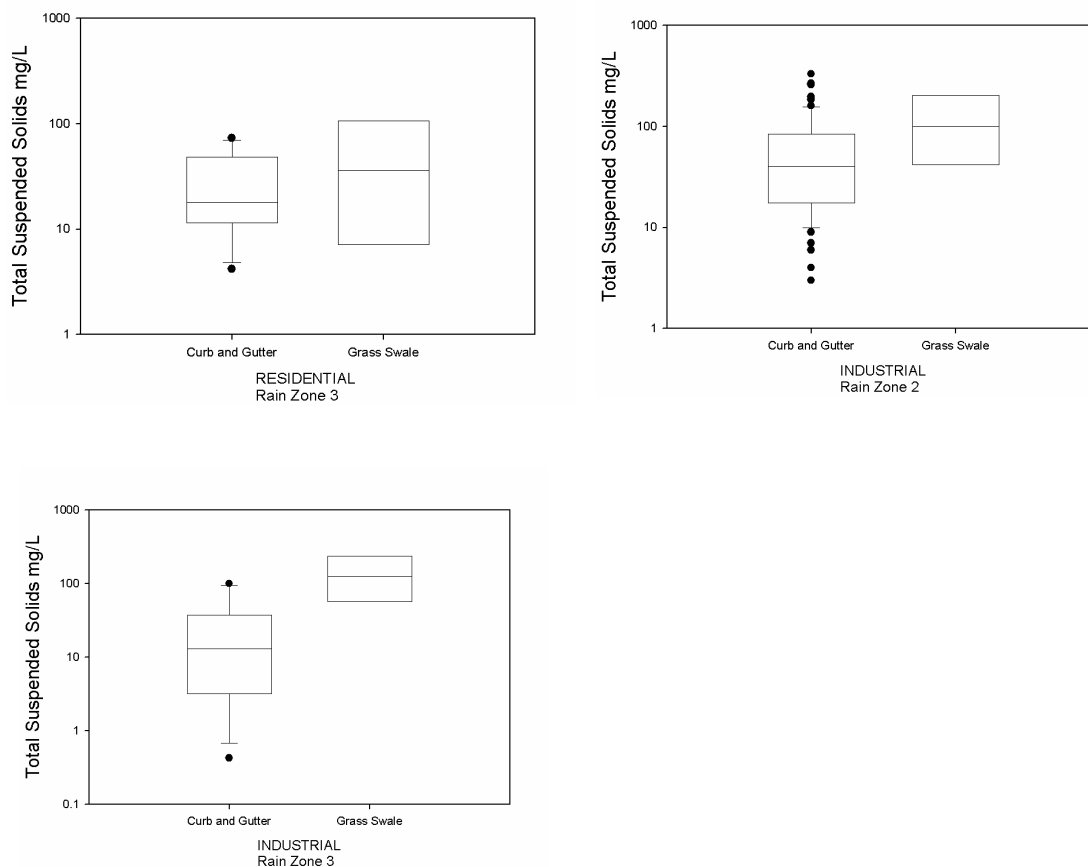 Total Suspended Solids mg/L
1000
100
10
1
Curb and Gutter Grass Swale
RESIDENTIAL
Rain Zone 3
Total Suspended Solids mg/L
1000
100
10
1
Curb and Gutter Grass Swale
INDUSTRIAL
Rain Zone 2
Total Suspended Solids mg/L
1000
100
10
1
0.1
Curb and Gutter Grass Swale
INDUSTRIAL
Rain Zone 3